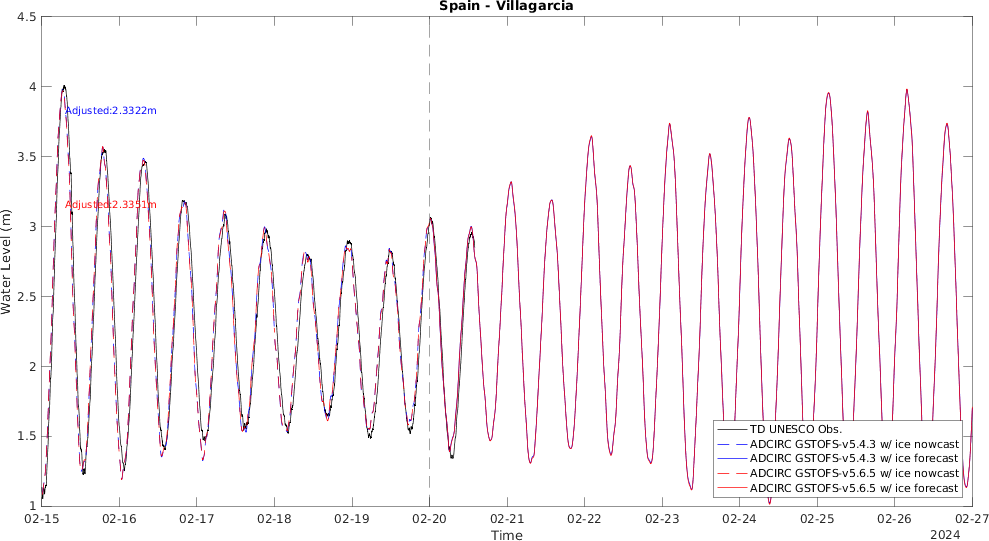 Spain - Villagarcia
4.5
4
3.5
3
2.5
2
1.5
1
Water Level (m)
Adjusted:2.3322m
Adjusted:2.3351m
TD UNESCO Obs.
ADCIRC GSTOFS-v5.4.3 w/ ice nowcast
ADCIRC GSTOFS-v5.4.3 w/ ice forecast
ADCIRC GSTOFS-v5.6.5 w/ ice nowcast
ADCIRC GSTOFS-v5.6.5 w/ ice forecast
02-15 02-16 02-17 02-18 02-19 02-20 02-21 02-22 02-23 02-24 02-25 02-26 02-27
Time
2024